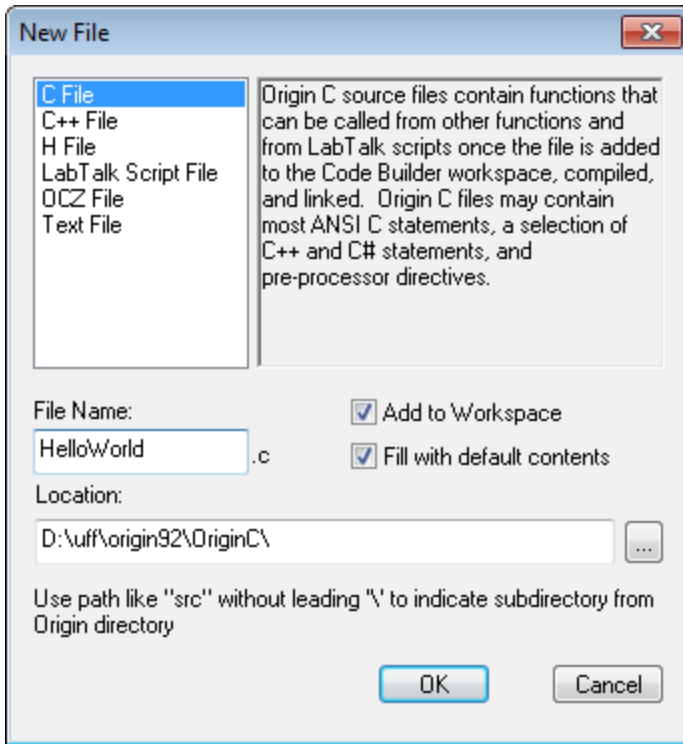 New File
C File
C++ File
H File
LabTalk Script File
OCZ File
Text File
Origin C source files contain functions that
can be called from other functions and
from LabTalk scripts once the file is added
to the Code Builder workspace, compiled,
and linked.  Origin C files may contain
most ANSI C statements, a selection of
C++ and C# statements, and
pre-processor directives.
File Name:
HelloWorld .c
Add to Workspace
Fill with default contents
Location:
D:\uff\origin92\OriginC\
...
Use path like "src" without leading '\' to indicate subdirectory from
Origin directory
OK
Cancel